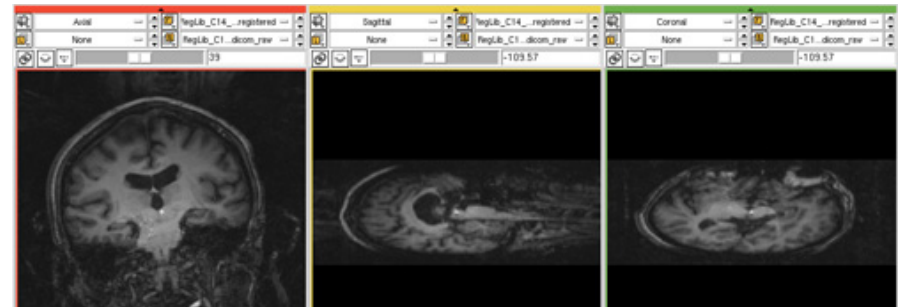 Axial
RegLib_C14_...registered
None
RegLib_C1...dicom_raw
39
Sagittal
RegLib_C14_...registered
None
RegLib_C1...dicom_raw
-109.57
Coronal
RegLib_C14_...registered
None
RegLib_C1...dicom_raw
-109.57